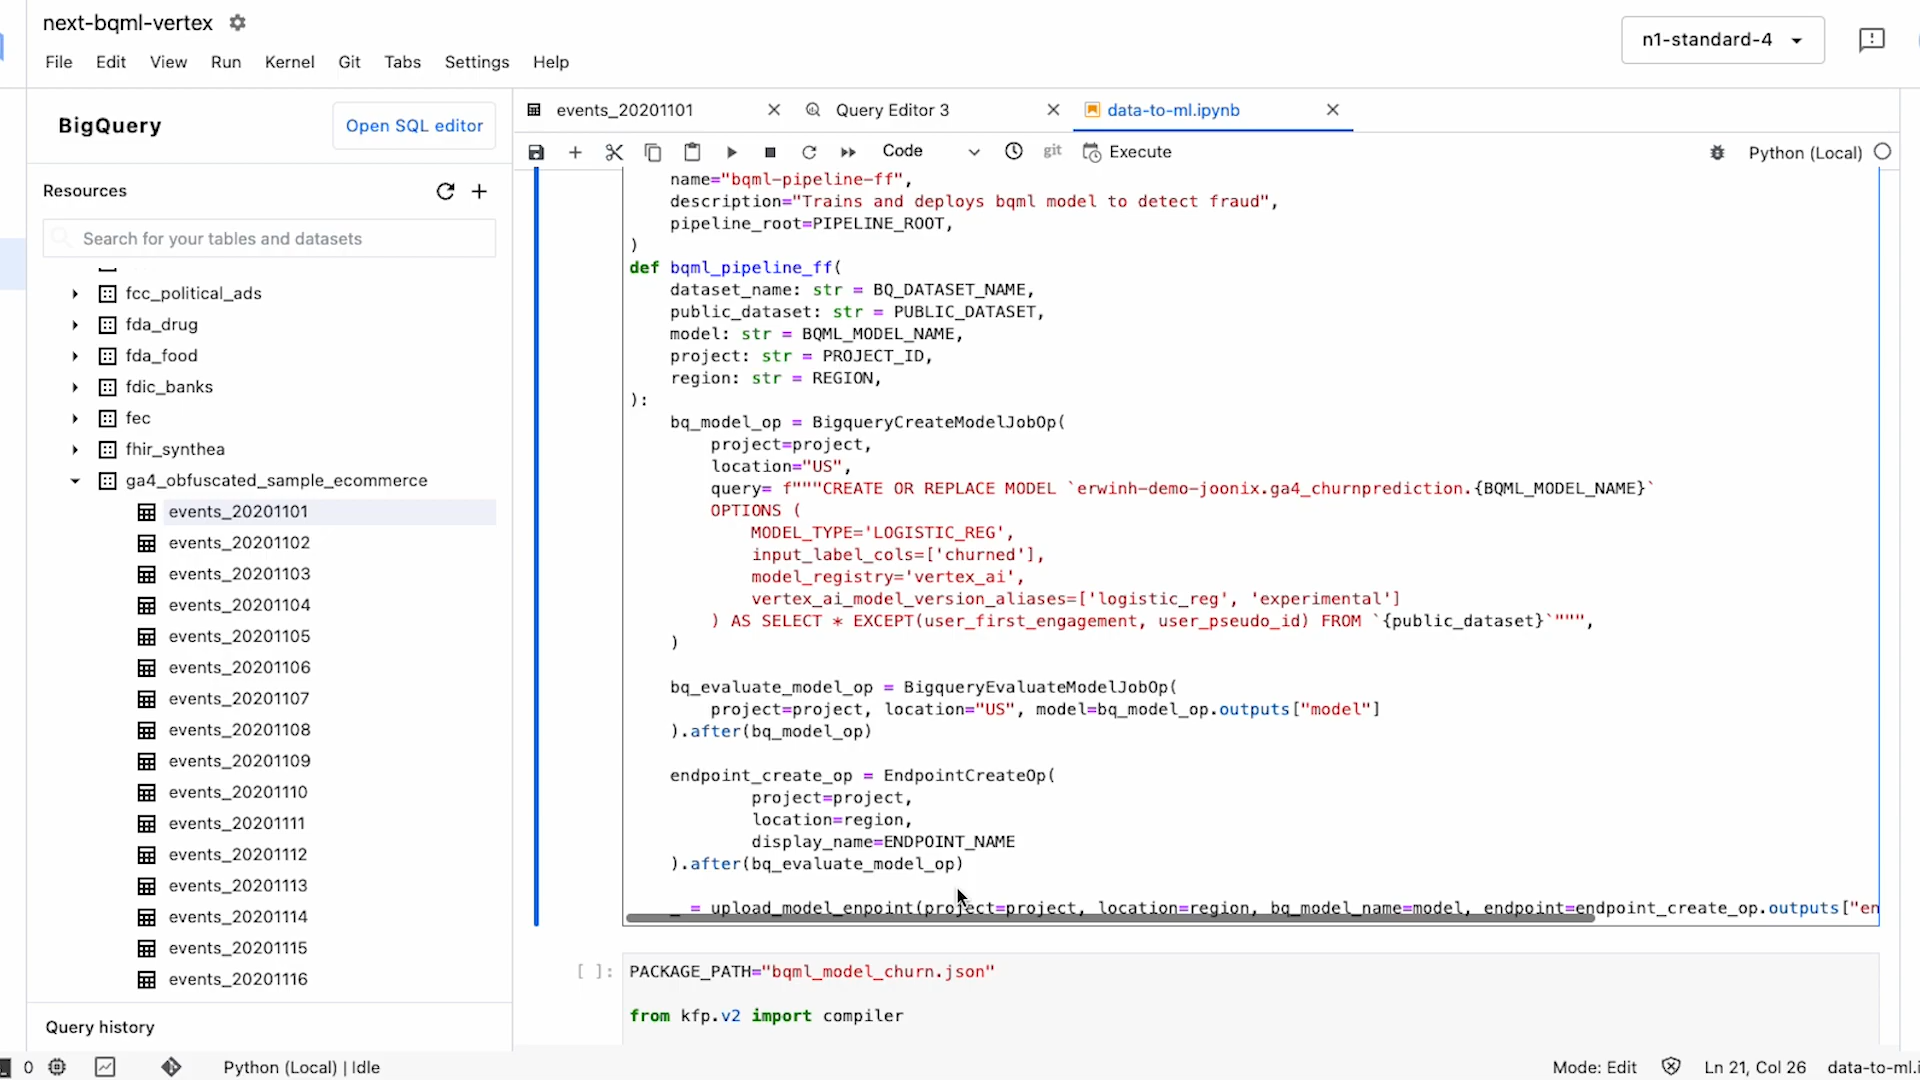 next-bqml-vertex
n1-standard-4
File Edit View Run Kernel Git Tabs Settings Help
BigQuery
Open SQL editor
Resources
Search for your tables and datasets
fcc_political_ads
fda_drug
fda_food
fdic_banks
fec
fhir_synthea
ga4_obfuscated_sample_ecommerce
events_20201101
events_20201102
events_20201103
events_20201104
events_20201105
events_20201106
events_20201107
events_20201108
events_20201109
events_20201110
events_20201111
events_20201112
events_20201113
events_20201114
events_20201115
events_20201116
Query history
events_20201101 Query Editor 3 data-to-ml.ipynb
Code git Execute Python (Local)
name="bqml-pipeline-ff",
description="Trains and deploys bqml model to detect fraud",
pipeline_root=PIPELINE_ROOT,
)
def bqml_pipeline_ff(
dataset_name: str = BQ_DATASET_NAME,
public_dataset: str = PUBLIC_DATASET,
model: str = BQML_MODEL_NAME,
project: str = PROJECT_ID,
region: str = REGION,
):
bq_model_op = BigqueryCreateModelJobOp(
project=project,
location="US",
query= f"""CREATE OR REPLACE MODEL `erwinh-demo-joonix.ga4_churnprediction.{BQML_MODEL_NAME}`
OPTIONS (
MODEL_TYPE='LOGISTIC_REG',
input_label_cols=['churned'],
model_registry='vertex_ai',
vertex_ai_model_version_aliases=['logistic_reg', 'experimental']
) AS SELECT * EXCEPT(user_first_engagement, user_pseudo_id) FROM `{public_dataset}`""",
)
bq_evaluate_model_op = BigqueryEvaluateModelJobOp(
project=project, location="US", model=bq_model_op.outputs["model"]
).after(bq_model_op)
endpoint_create_op = EndpointCreateOp(
project=project,
location=region,
display_name=ENDPOINT_NAME
).after(bq_evaluate_model_op)
_ = upload_model_enpoint(project=project, location=region, bq_model_name=model, endpoint=endpoint_create_op.outputs["en
[ ]: PACKAGE_PATH="bqml_model_churn.json"
from kfp.v2 import compiler
0 Python (Local) | Idle Mode: Edit Ln 21, Col 26 data-to-ml.i